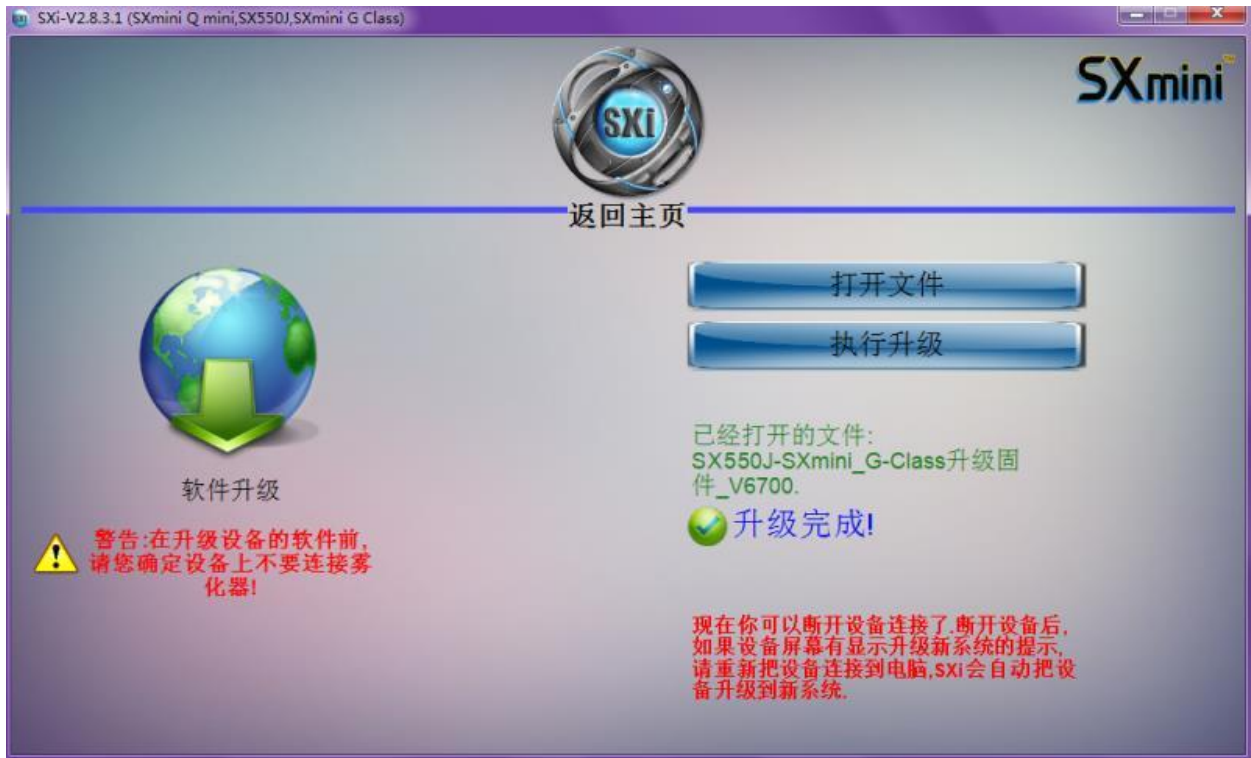 SXi-V2.8.3.1 (SXmini Q mini,SX550J,SXmini G Class)
SXi
SXmini™
返回主页
打开文件
执行升级
已经打开的文件:
SX550J-SXmini_G-Class升级固
件_V6700.
升级完成!
软件升级
警告:在升级设备的软件前,
请您确定设备上不要连接雾
化器!
现在你可以断开设备连接了.断开设备后,
如果设备屏幕有显示升级新系统的提示,
请重新把设备连接到电脑,SXi会自动把设
备升级到新系统.